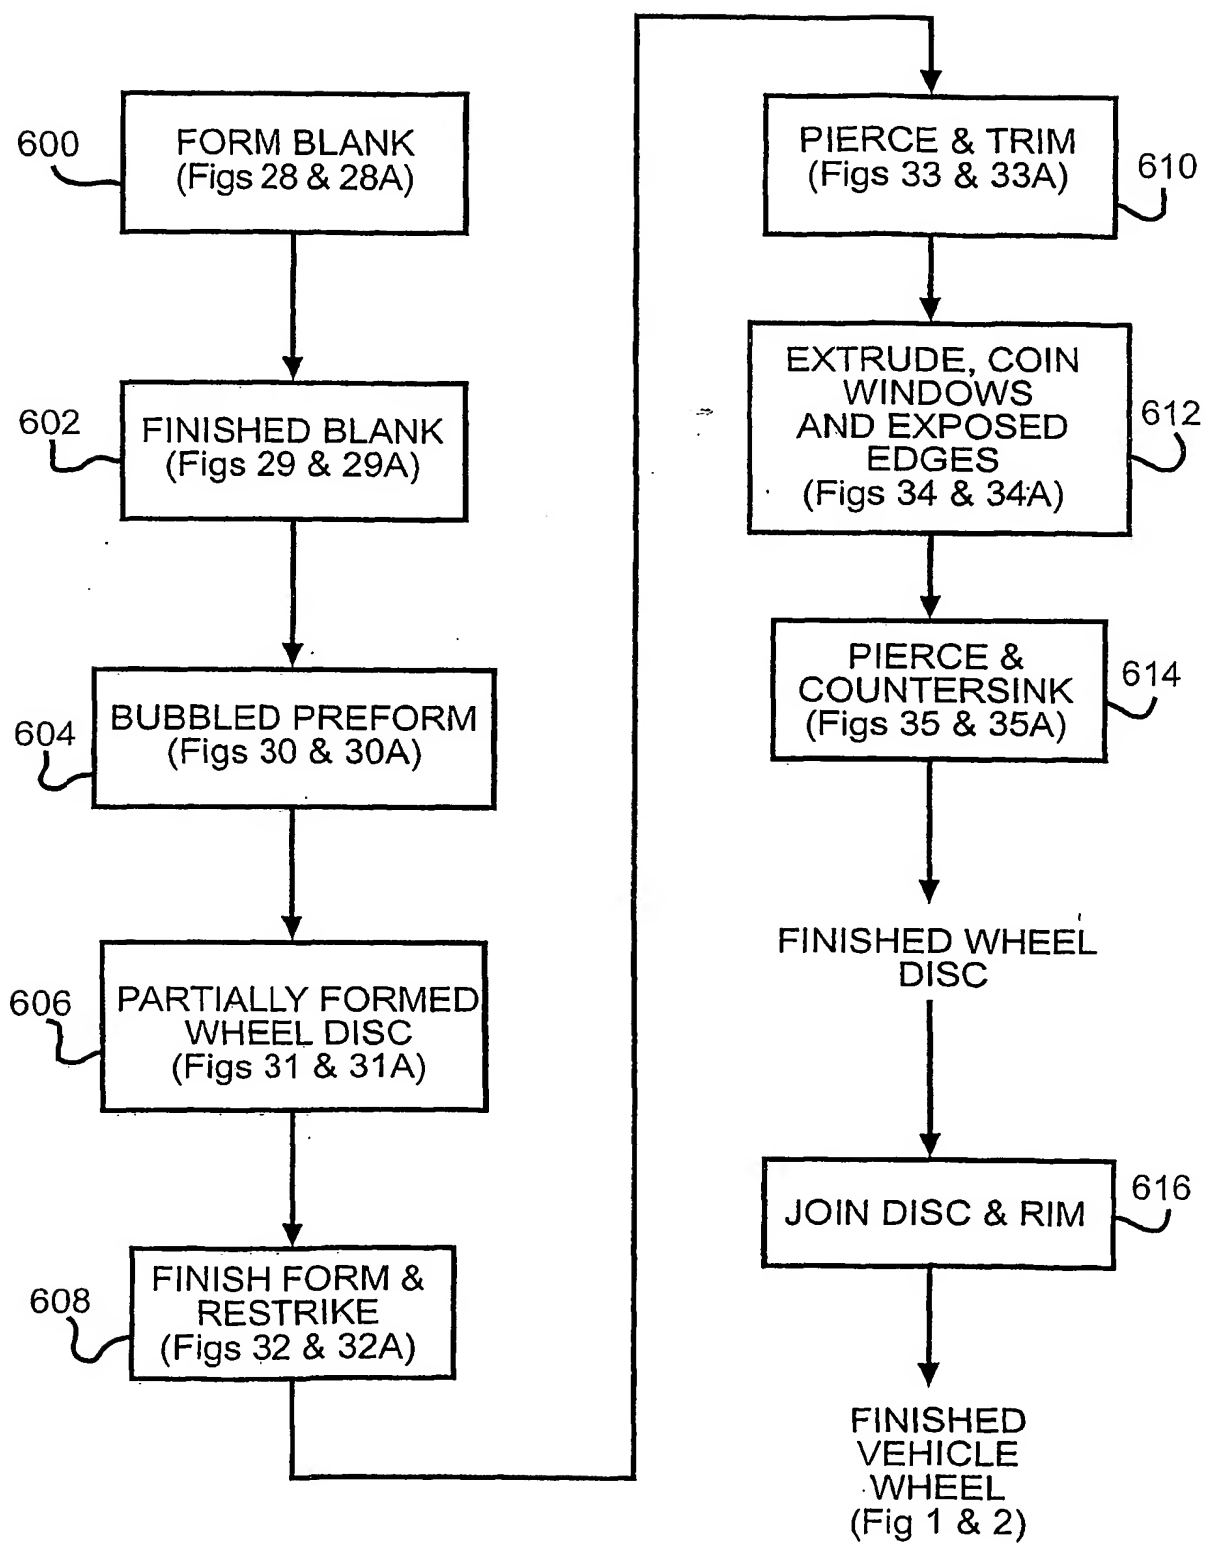 600
FORM BLANK
(Figs 28 & 28A)
602
FINISHED BLANK
(Figs 29 & 29A)
604
BUBBLED PREFORM
(Figs 30 & 30A)
606
PARTIALLY FORMED
WHEEL DISC
(Figs 31 & 31A)
608
FINISH FORM &
RESTRIKE
(Figs 32 & 32A)
PIERCE & TRIM
(Figs 33 & 33A)
610
EXTRUDE, COIN
WINDOWS
AND EXPOSED
EDGES
(Figs 34 & 34A)
612
PIERCE &
COUNTERSINK
(Figs 35 & 35A)
614
FINISHED WHEEL
DISC
JOIN DISC & RIM
616
FINISHED
VEHICLE
WHEEL
(Fig 1 & 2)